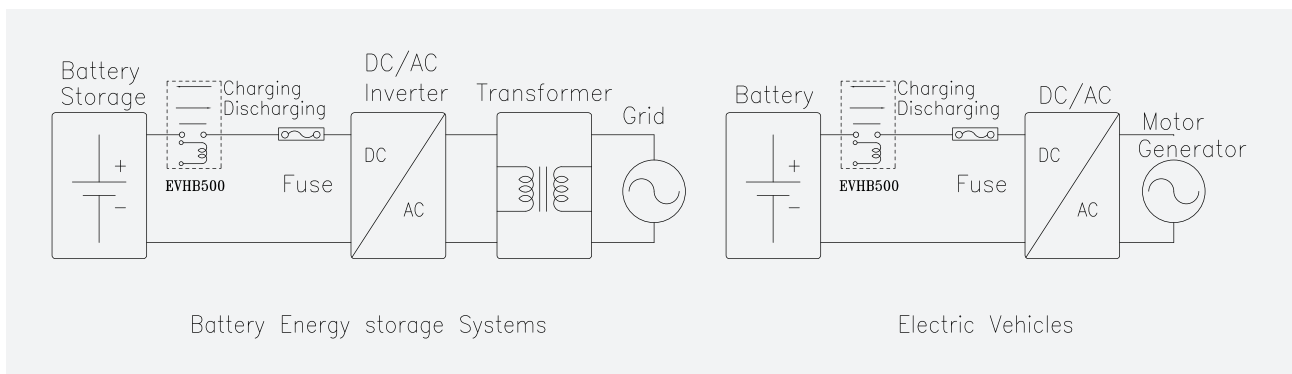 Battery
Storage
Charging
Discharging
EVHB500
Fuse
DC/AC
Inverter
DC
AC
Transformer
Grid
+
−
Battery Energy storage Systems
Battery
Charging
Discharging
EVHB500
Fuse
DC/AC
DC
AC
Motor
Generator
+
−
Electric Vehicles